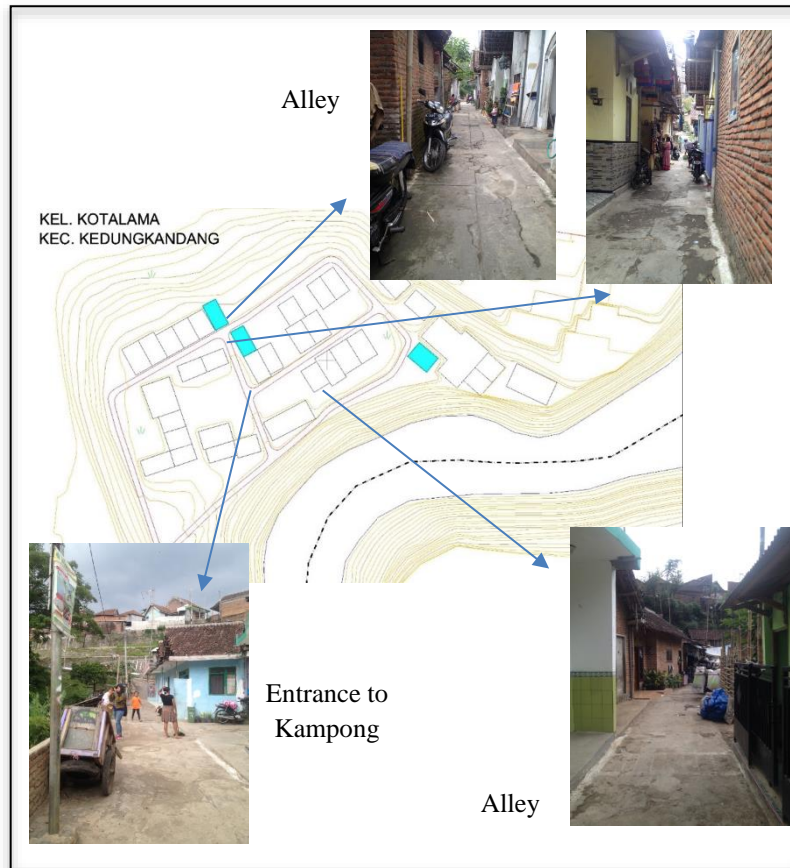 Alley
KEL. KOTALAMA
KEC. KEDUNGKANDANG
Entrance to
Kampong
Alley